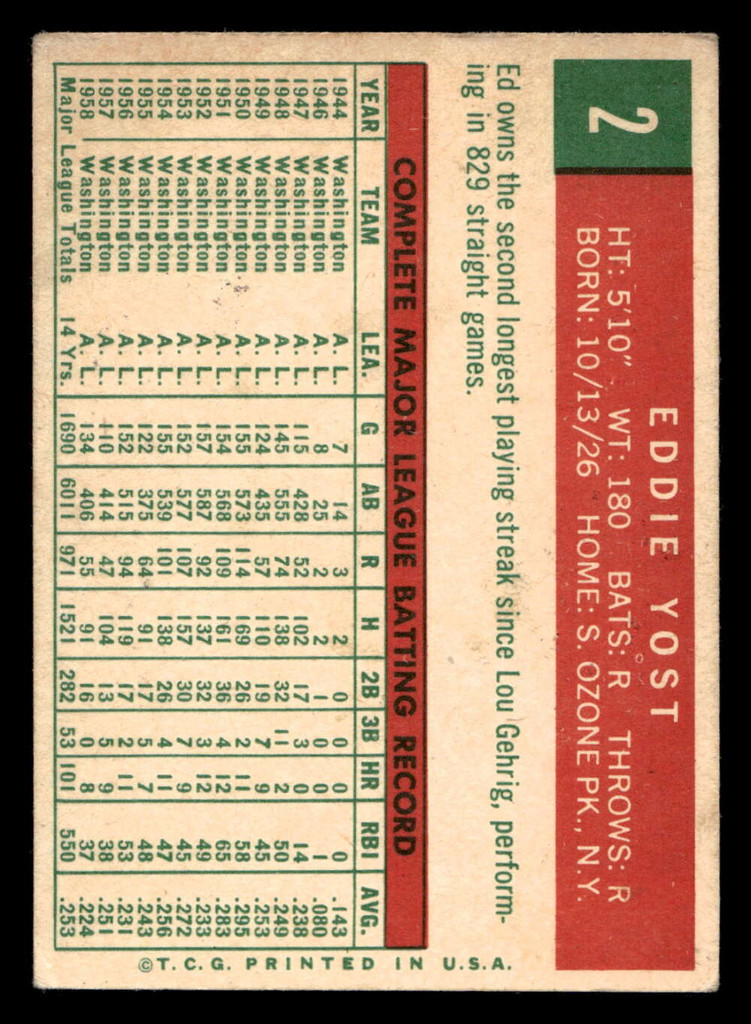 2
EDDIE YOST
HT: 5'10" WT: 180 BATS: R THROWS: R
BORN: 10/13/26 HOME: S. OZONE PK., N.Y.
Ed owns the second longest playing streak since Lou Gehrig, perform-
ing in 829 straight games.
COMPLETE MAJOR LEAGUE BATTING RECORD
YEAR TEAM LEA. G AB R H 2B 3B HR RBI AVG.
1944 Washington A. L. 7 14 3 2 0 0 0 0 .143
1946 Washington A. L. 8 25 2 2 1 0 0 1 .080
1947 Washington A. L. 115 428 52 102 17 3 0 14 .238
1948 Washington A. L. 145 555 74 138 32 11 2 50 .249
1949 Washington A. L. 124 435 57 110 19 7 9 45 .253
1950 Washington A. L. 155 573 114 169 26 2 11 58 .295
1951 Washington A. L. 154 568 109 161 36 4 12 65 .283
1952 Washington A. L. 157 587 92 137 32 3 12 49 .233
1953 Washington A. L. 152 577 107 157 30 7 9 45 .272
1954 Washington A. L. 155 539 101 138 26 4 11 47 .256
1955 Washington A. L. 122 375 64 91 17 5 7 48 .243
1956 Washington A. L. 152 515 94 119 17 2 11 53 .231
1957 Washington A. L. 110 414 47 104 13 5 9 38 .251
1958 Washington A. L. 134 406 55 91 16 0 8 37 .224
Major League Totals 14 Yrs. 1690 6011 971 1521 282 53 101 550 .253
©T.C.G. PRINTED IN U.S.A.